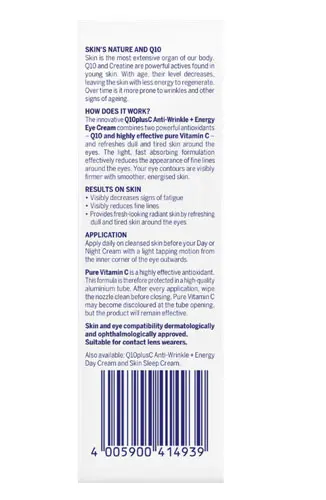 SKIN'S NATURE AND Q10
Skin is the most extensive organ of our body.
Q10 and Creatine are powerful actives found in
young skin. With age, their level decreases,
leaving the skin with less energy to regenerate.
Over time it is more prone to wrinkles and other
signs of ageing.
HOW DOES IT WORK?
The innovative Q10plusC Anti-Wrinkle + Energy
Eye Cream combines two powerful antioxidants
– Q10 and highly effective pure Vitamin C –
and refreshes dull and tired skin around the
eyes. The light, fast absorbing formulation
effectively reduces the appearance of fine lines
around the eyes. Your eye contours are visibly
firmer with smoother, energised skin.
RESULTS ON SKIN
• Visibly decreases signs of fatigue
• Visibly reduces fine lines
• Provides fresh-looking radiant skin by refreshing
dull and tired skin around the eyes
APPLICATION
Apply daily on cleansed skin before your Day or
Night Cream with a light tapping motion from
the inner corner of the eye outwards.
Pure Vitamin C is a highly effective antioxidant.
This formula is therefore protected in a high-quality
aluminium tube. After every application, wipe
the nozzle clean before closing. Pure Vitamin C
may become discoloured at the tube opening,
but the product will remain effective.
Skin and eye compatibility dermatologically
and ophthalmologically approved.
Suitable for contact lens wearers.
Also available: Q10plusC Anti-Wrinkle + Energy
Day Cream and Skin Sleep Cream.
4 005900 414939